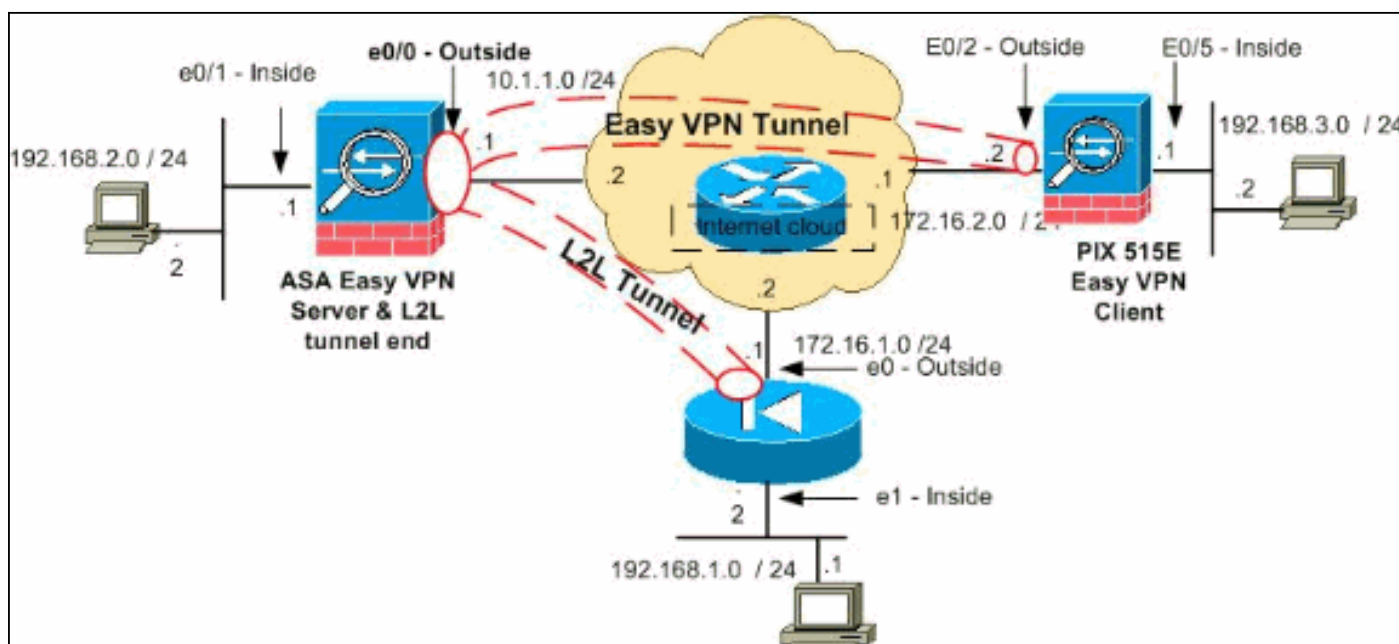 e0/0 - Outside
E0/2 - Outside
E0/5 - Inside
e0/1 - Inside
10.1.1.0 /24
Easy VPN Tunnel
192.168.2.0 / 24
192.168.3.0 / 24
.1
.2
.1
.2
.1
.1
.2
.2
Internet cloud
172.16.2.0 / 2
PIX 515E
Easy VPN
Client
ASA Easy VPN
Server & L2L
tunnel end
L2L Tunnel
.2
.1
172.16.1.0 /24
e0 - Outside
e1 - Inside
.2
192.168.1.0 / 24
.1